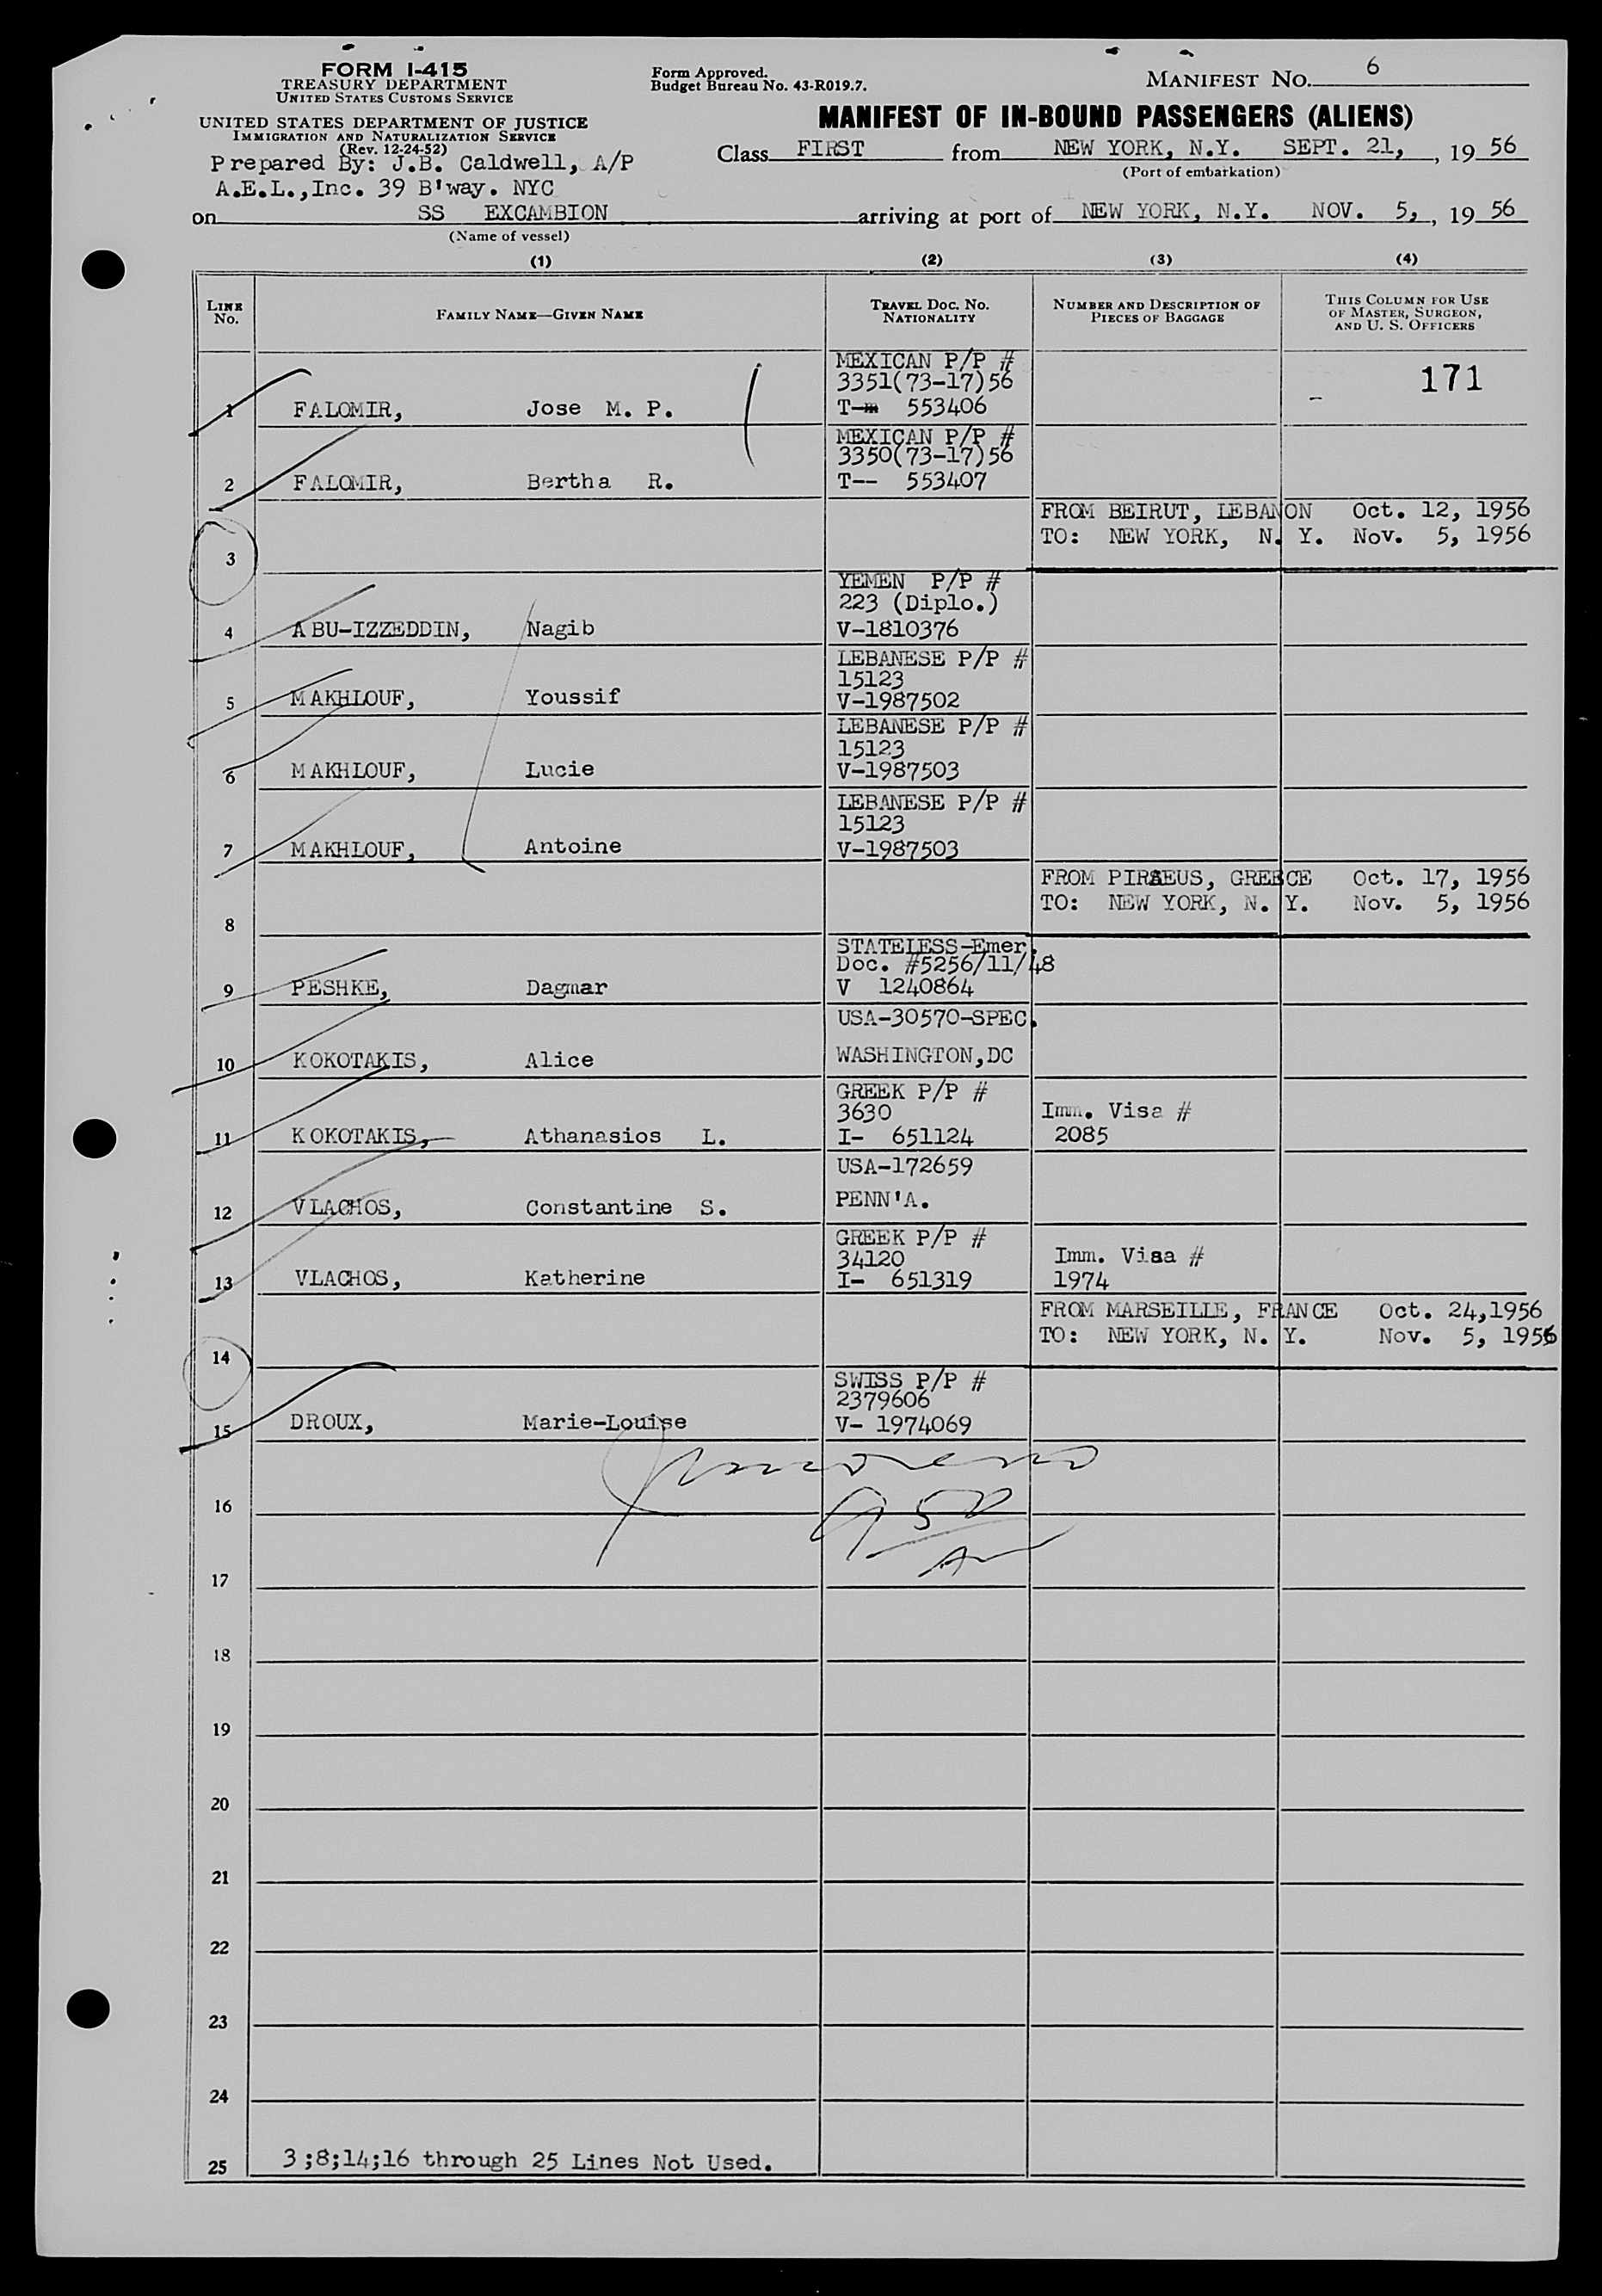 FORM I-415
TREASURY DEPARTMENT
UNITED STATES CUSTOMS SERVICE
UNITED STATES DEPARTMENT OF JUSTICE
IMMIGRATION AND NATURALIZATION SERVICE
(Rev. 12-24-52)
Prepared By: J.B. Caldwell, A/P
A.E.L.,Inc. 39 B'way. NYC
Form Approved.
Budget Bureau No. 43-R019.7.
MANIFEST NO. 6
MANIFEST OF IN-BOUND PASSENGERS (ALIENS)
Class FIRST from NEW YORK, N.Y. SEPT. 21, , 19 56
(Port of embarkation)
on SS EXCAMBION arriving at port of NEW YORK, N.Y. NOV. 5, , 19 56
(Name of vessel)
(1) (2) (3) (4)
LINE No.
FAMILY NAME—GIVEN NAME
TRAVEL DOC. NO. NATIONALITY
NUMBER AND DESCRIPTION OF PIECES OF BAGGAGE
THIS COLUMN FOR USE OF MASTER, SURGEON, AND U. S. OFFICERS
171
MEXICAN P/P #
3351(73-17)56
1 FALOMIR, Jose M. P. T-- 553406
MEXICAN P/P #
3350(73-17)56
2 FALOMIR, Bertha R. T-- 553407
FROM BEIRUT, LEBANON Oct. 12, 1956
TO: NEW YORK, N. Y. Nov. 5, 1956
3
YEMEN P/P #
223 (Diplo.)
4 ABU-IZZEDDIN, Nagib V-1810376
LEBANESE P/P #
15123
5 MAKHLOUF, Youssif V-1987502
LEBANESE P/P #
15123
6 MAKHLOUF, Lucie V-1987503
LEBANESE P/P #
15123
7 MAKHLOUF, Antoine V-1987503
FROM PIRAEUS, GREECE Oct. 17, 1956
TO: NEW YORK, N. Y. Nov. 5, 1956
8
STATELESS-Emer.
Doc. #5256/11/48
9 PESHKE, Dagmar V 1240864
USA-30570-SPEC.
10 KOKOTAKIS, Alice WASHINGTON,DC
GREEK P/P #
3630 Imm. Visa #
11 KOKOTAKIS, Athanasios L. I- 651124 2085
USA-172659
12 VLACHOS, Constantine S. PENN'A.
GREEK P/P #
34120 Imm. Visa #
13 VLACHOS, Katherine I- 651319 1974
FROM MARSEILLE, FRANCE Oct. 24,1956
TO: NEW YORK, N. Y. Nov. 5, 1956
14
SWISS P/P #
2379606
15 DROUX, Marie-Louise V- 1974069
16
17
18
19
20
21
22
23
24
25 3;8;14;16 through 25 Lines Not Used.